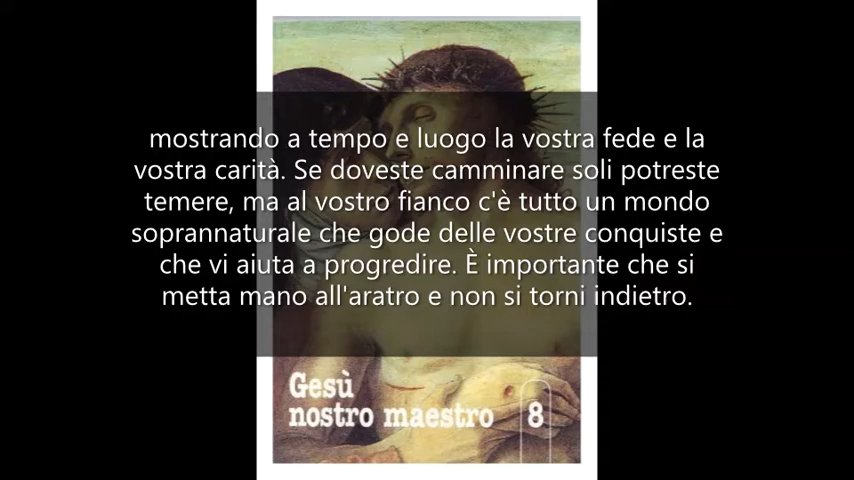 mostrando a tempo e luogo la vostra fede e la
vostra carità. Se doveste camminare soli potreste
temere, ma al vostro fianco c'è tutto un mondo
soprannaturale che gode delle vostre conquiste e
che vi aiuta a progredire. È importante che si
metta mano all'aratro e non si torni indietro.
Gesù
nostro maestro 8